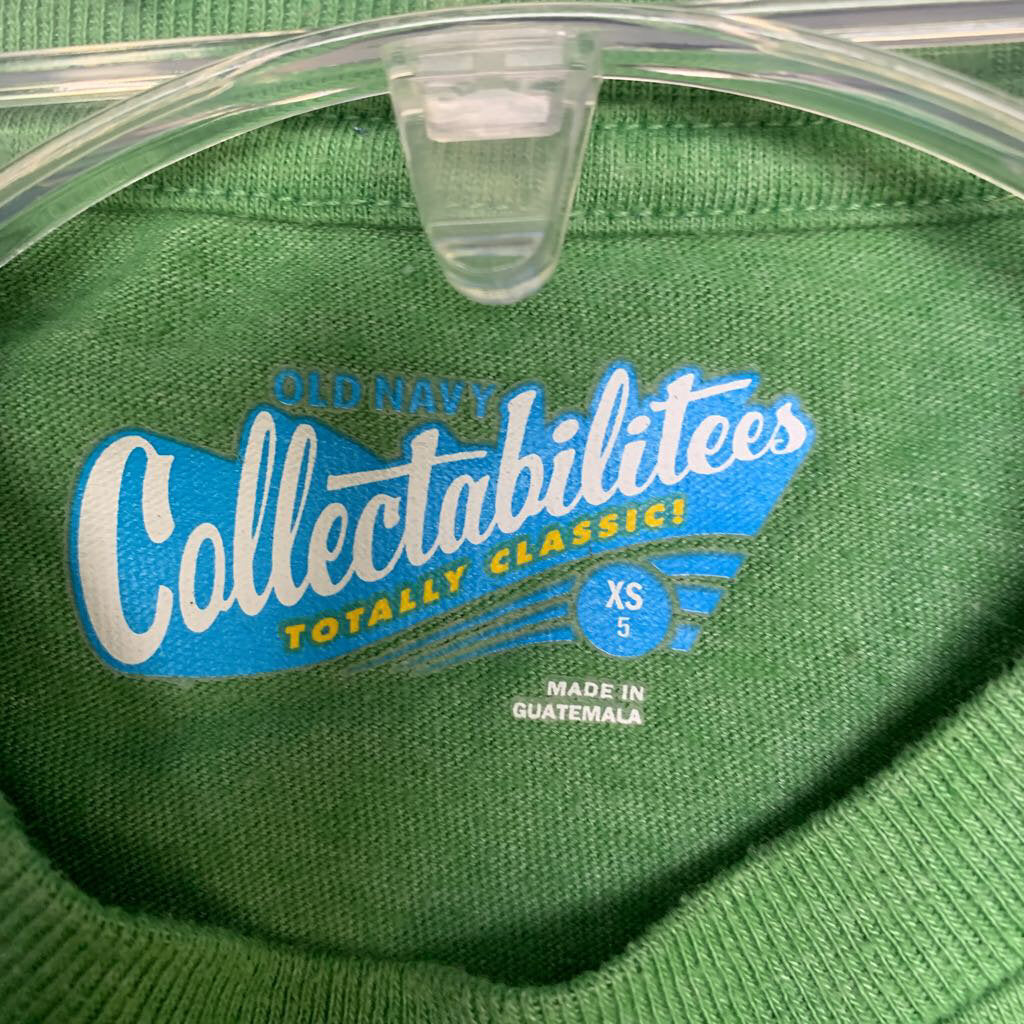 OLD NAVY
Collectabilitees
TOTALLY CLASSIC!
XS
5
MADE IN
GUATEMALA